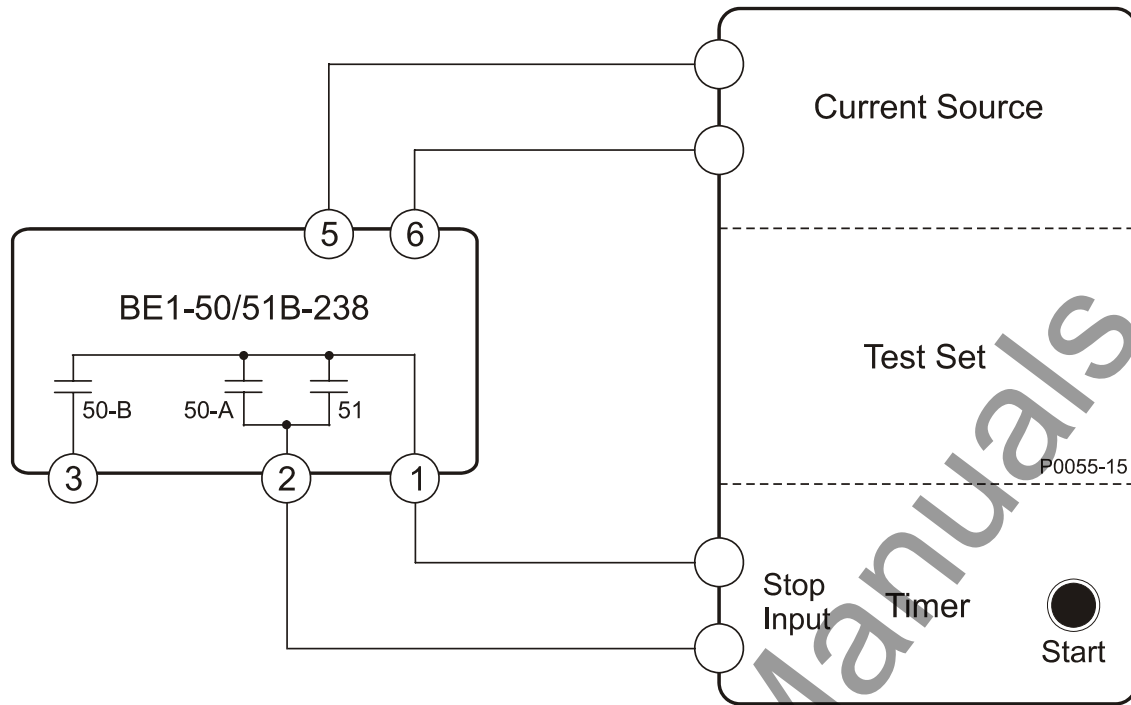 Current Source
5
6
BE1-50/51B-238
50-B
50-A
51
3
2
1
Test Set
P0055-15
Stop
Input
Timer
Start
Manuals